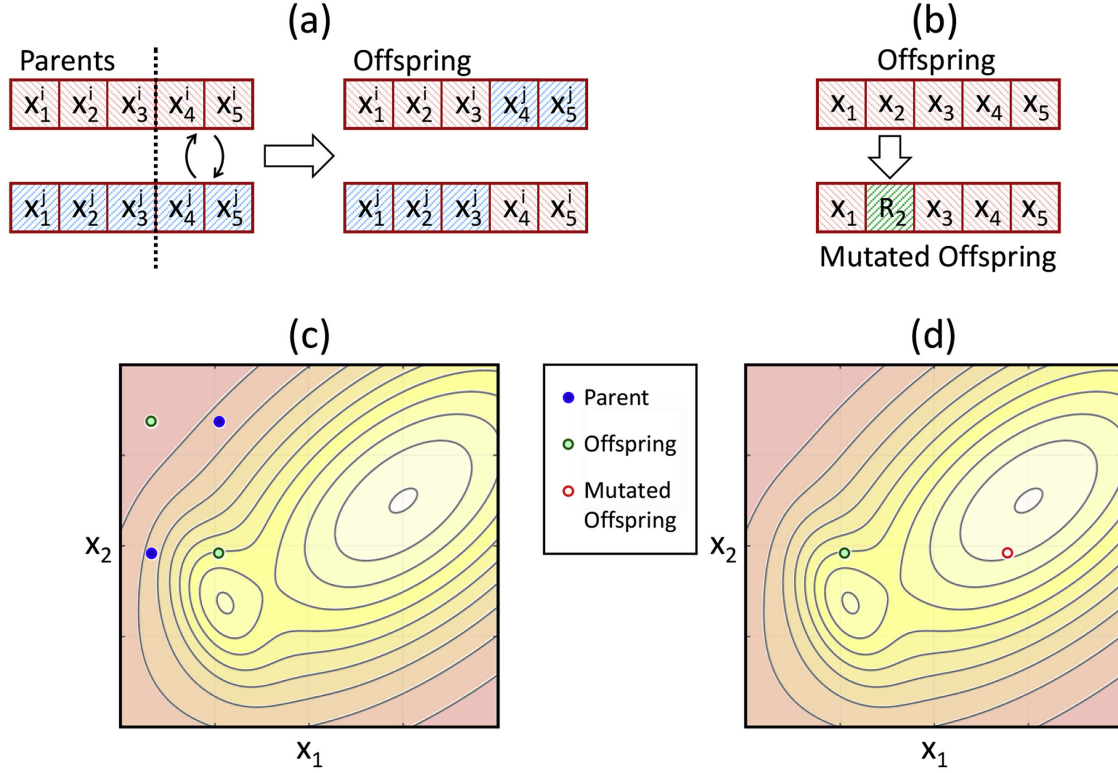 (a)
Parents
x₁ⁱ x₂ⁱ x₃ⁱ x₄ⁱ x₅ⁱ
x₁ʲ x₂ʲ x₃ʲ x₄ʲ x₅ʲ
Offspring
x₁ⁱ x₂ⁱ x₃ⁱ x₄ʲ x₅ʲ
x₁ʲ x₂ʲ x₃ʲ x₄ⁱ x₅ⁱ
(b)
Offspring
x₁ x₂ x₃ x₄ x₅
x₁ R₂ x₃ x₄ x₅
Mutated Offspring
(c)
x₂
x₁
Parent
Offspring
Mutated
Offspring
(d)
x₂
x₁